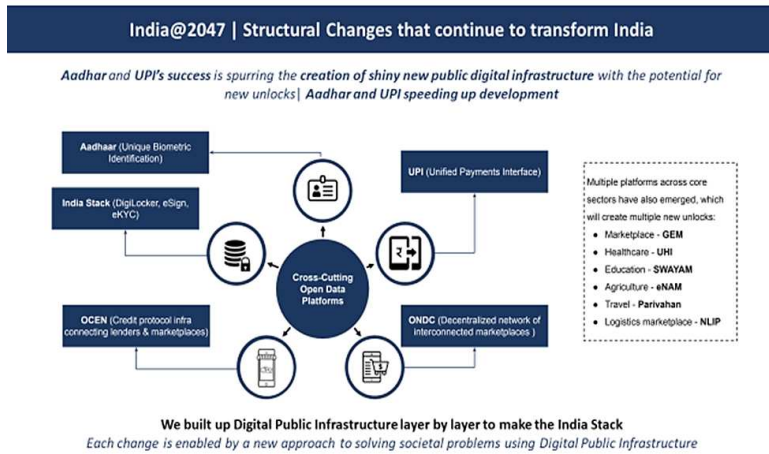 India@2047 | Structural Changes that continue to transform India
Aadhar and UPI's success is spurring the creation of shiny new public digital infrastructure with the potential for
new unlocks| Aadhar and UPI speeding up development
Aadhaar (Unique Biometric
Identification)
UPI (Unified Payments Interface)
India Stack (DigiLocker, eSign,
eKYC)
Cross-Cutting
Open Data
Platforms
OCEN (Credit protocol infra
connecting lenders & marketplaces)
ONDC (Decentralized network of
interconnected marketplaces )
Multiple platforms across core
sectors have also emerged, which
will create multiple new unlocks:
● Marketplace - GEM
● Healthcare - UHI
● Education - SWAYAM
● Agriculture - eNAM
● Travel - Parivahan
● Logistics marketplace - NLIP
We built up Digital Public Infrastructure layer by layer to make the India Stack
Each change is enabled by a new approach to solving societal problems using Digital Public Infrastructure